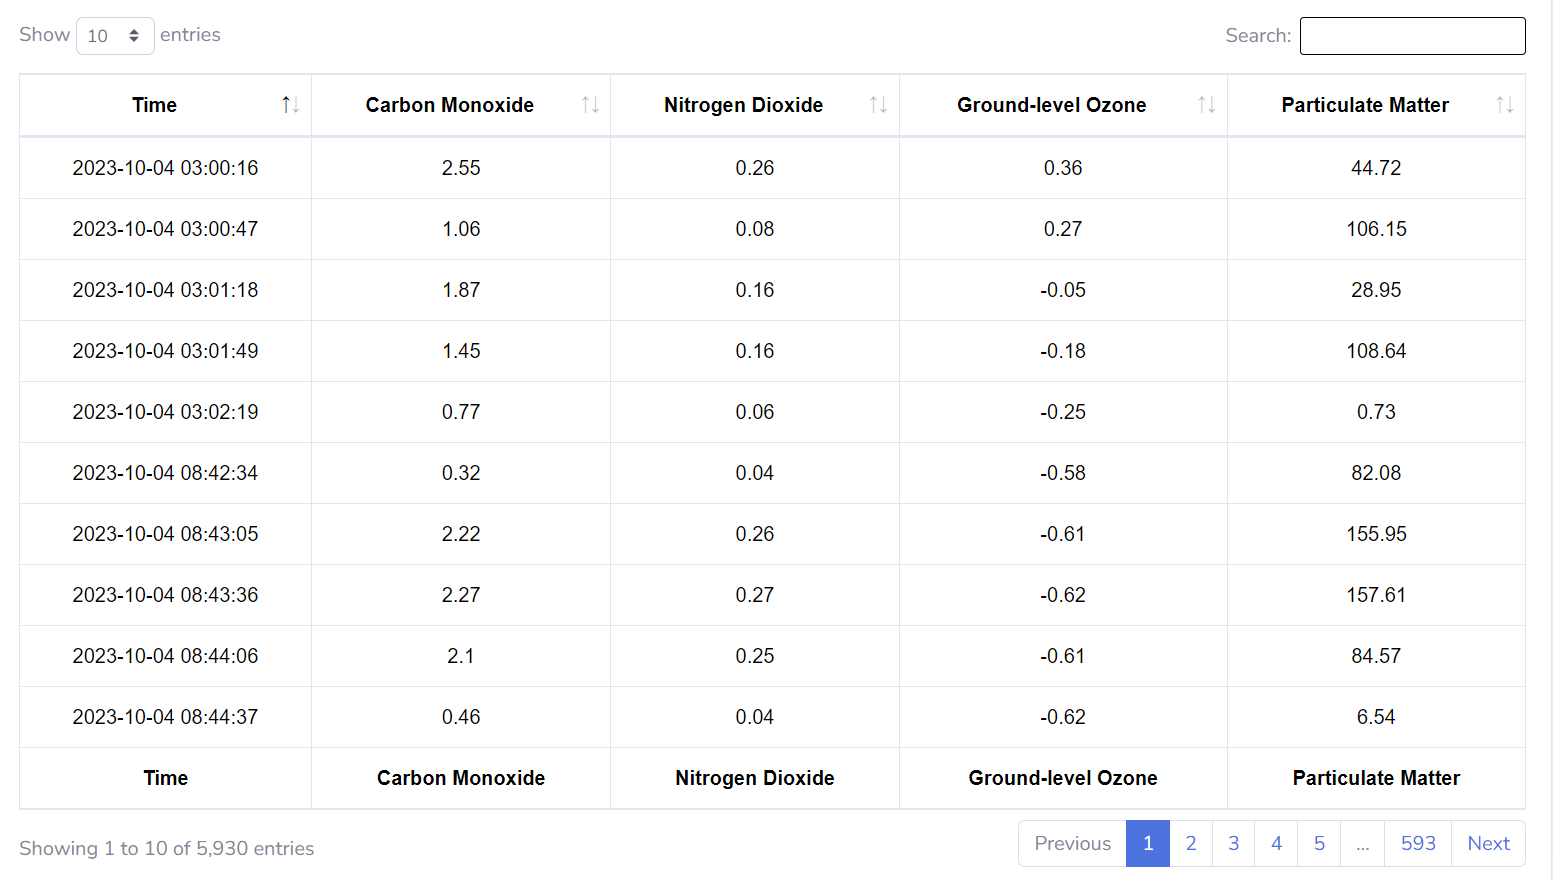 Show 10 entries Search:
Time Carbon Monoxide Nitrogen Dioxide Ground-level Ozone Particulate Matter
2023-10-04 03:00:16 2.55 0.26 0.36 44.72
2023-10-04 03:00:47 1.06 0.08 0.27 106.15
2023-10-04 03:01:18 1.87 0.16 -0.05 28.95
2023-10-04 03:01:49 1.45 0.16 -0.18 108.64
2023-10-04 03:02:19 0.77 0.06 -0.25 0.73
2023-10-04 08:42:34 0.32 0.04 -0.58 82.08
2023-10-04 08:43:05 2.22 0.26 -0.61 155.95
2023-10-04 08:43:36 2.27 0.27 -0.62 157.61
2023-10-04 08:44:06 2.1 0.25 -0.61 84.57
2023-10-04 08:44:37 0.46 0.04 -0.62 6.54
Time Carbon Monoxide Nitrogen Dioxide Ground-level Ozone Particulate Matter
Showing 1 to 10 of 5,930 entries Previous 1 2 3 4 5 ... 593 Next